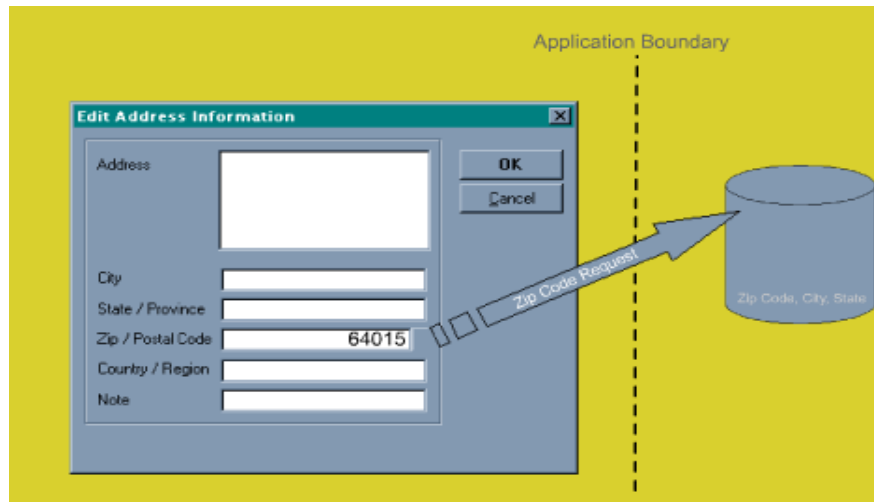 Application Boundary
Edit Address Information
Address
OK
Cancel
City
State / Province
Zip / Postal Code 64015
Country / Region
Note
Zip Code Request
Zip Code, City, State